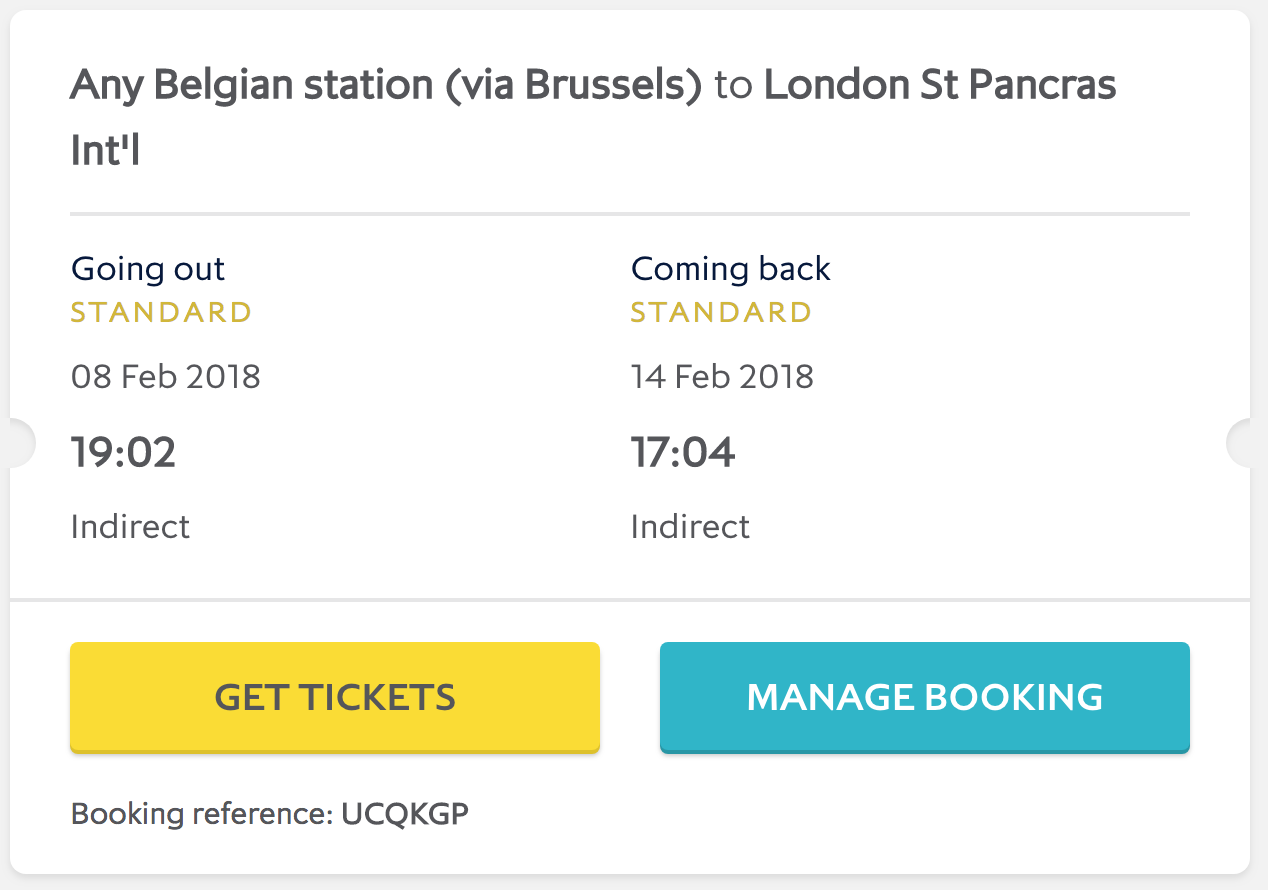 Any Belgian station (via Brussels) to London St Pancras
Int'l
Going out
STANDARD
08 Feb 2018
19:02
Indirect
Coming back
STANDARD
14 Feb 2018
17:04
Indirect
GET TICKETS
MANAGE BOOKING
Booking reference: UCQKGP